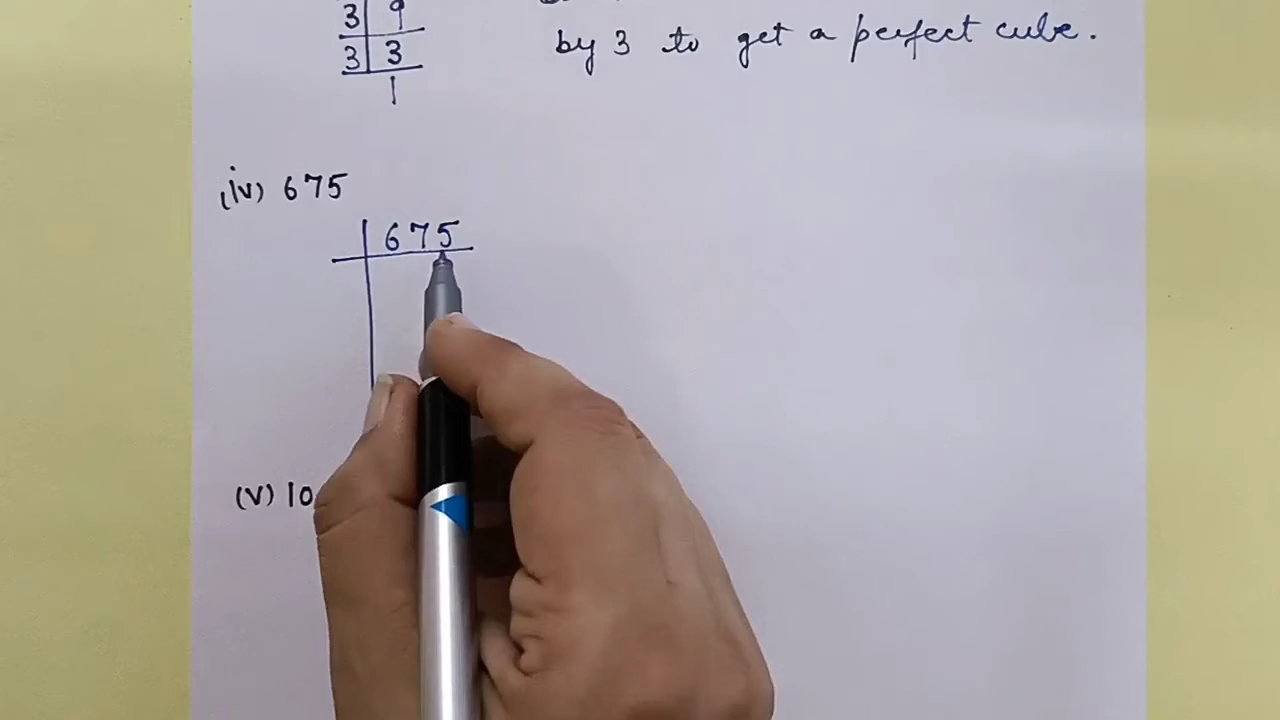 3 9
by 3 to get a perfect cube.
3 3
1
(iv) 675
675
(v) 10